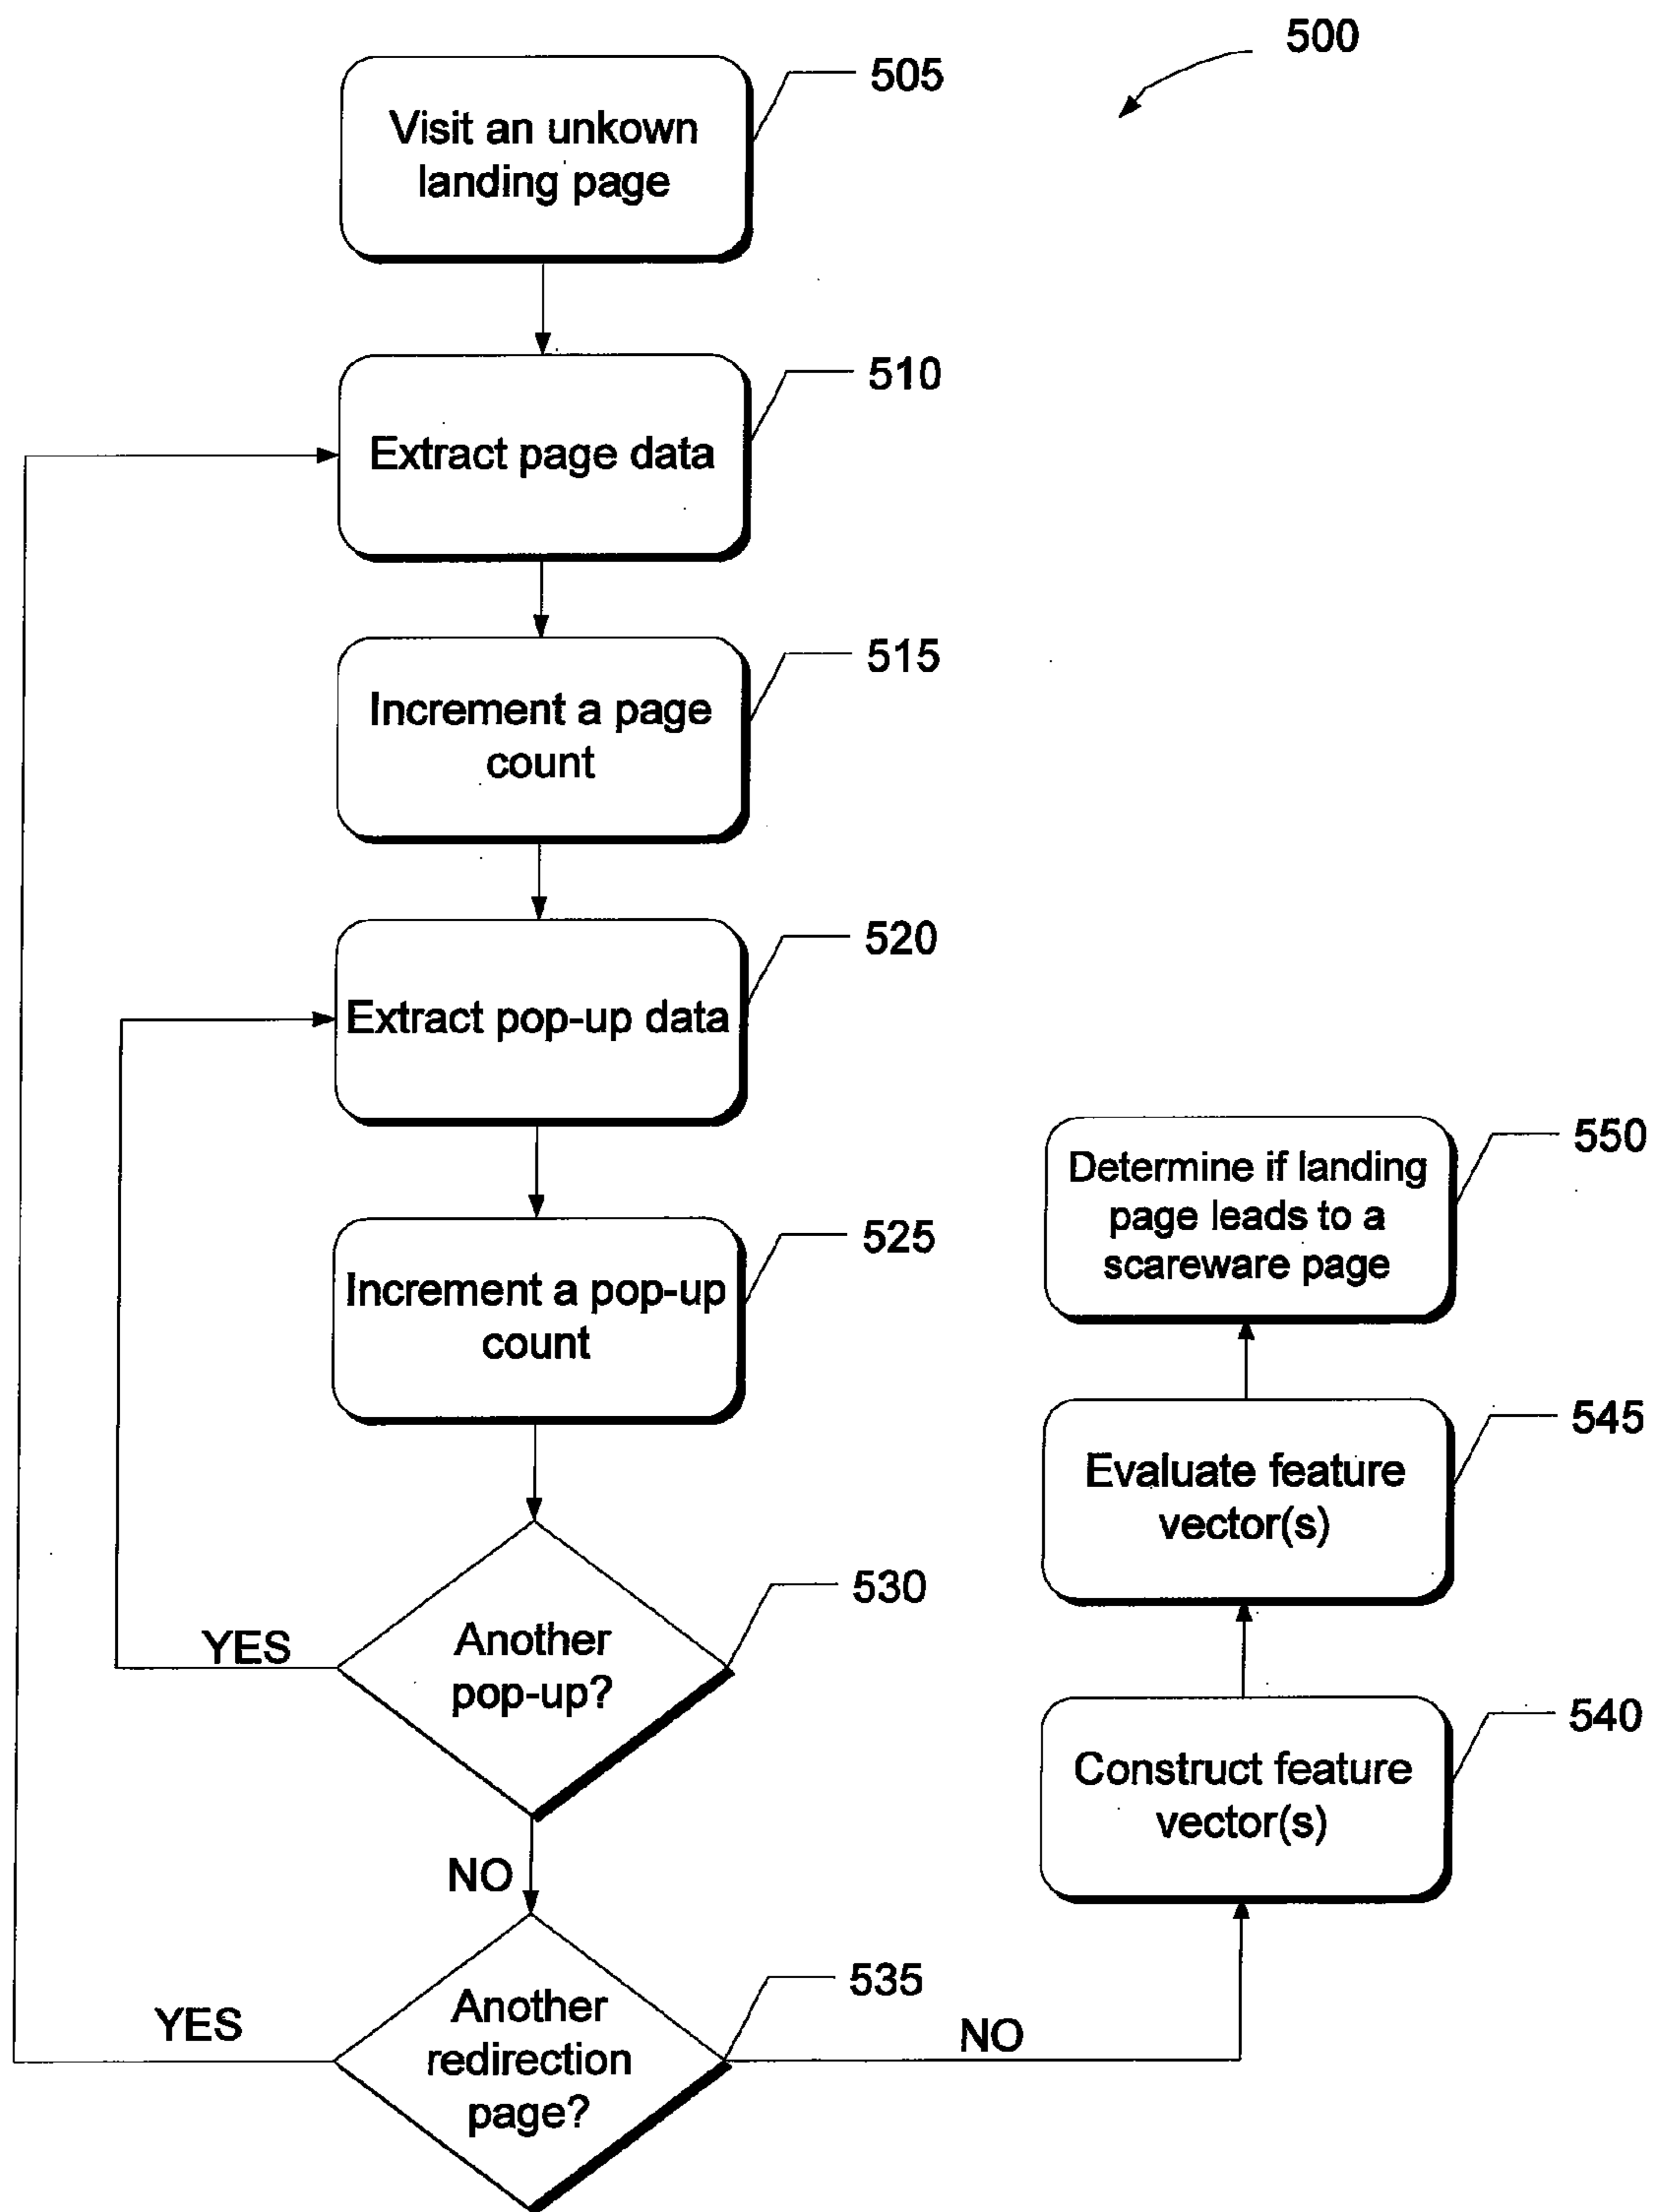 500
505
Visit an unkown
landing page
510
Extract page data
515
Increment a page
count
520
Extract pop-up data
525
Increment a pop-up
count
530
Another
pop-up?
YES
NO
535
Another
redirection
page?
YES
NO
540
Construct feature
vector(s)
545
Evaluate feature
vector(s)
550
Determine if landing
page leads to a
scareware page